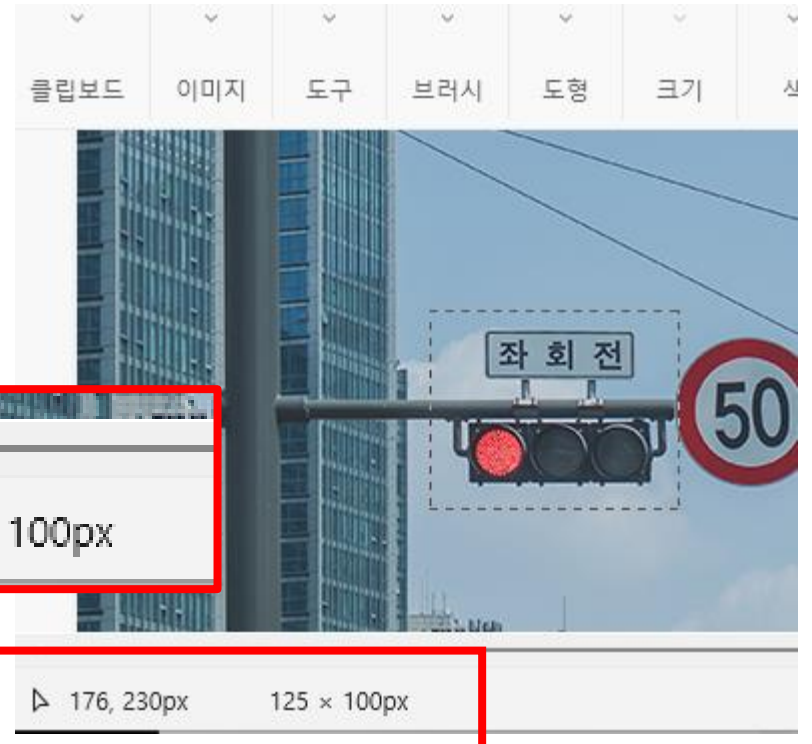 클립보드 이미지 도구 브러시 도형 크기
좌 회 전
50
100px
176, 230px 125 × 100px